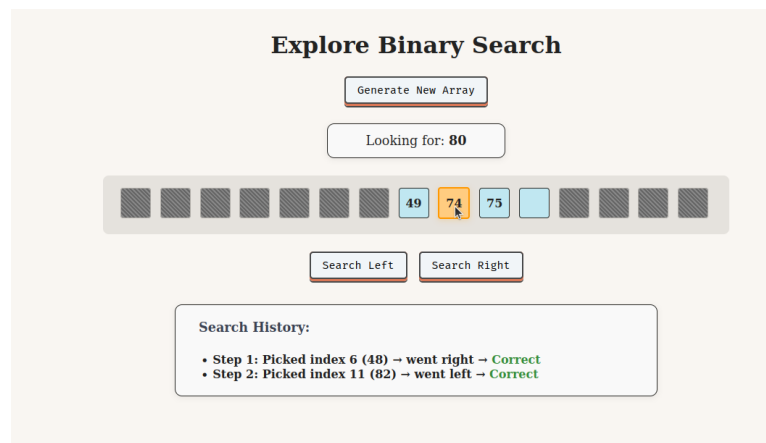 Explore Binary Search
Generate New Array
Looking for: 80
49 74 75
Search Left Search Right
Search History:
• Step 1: Picked index 6 (48) → went right → Correct
• Step 2: Picked index 11 (82) → went left → Correct